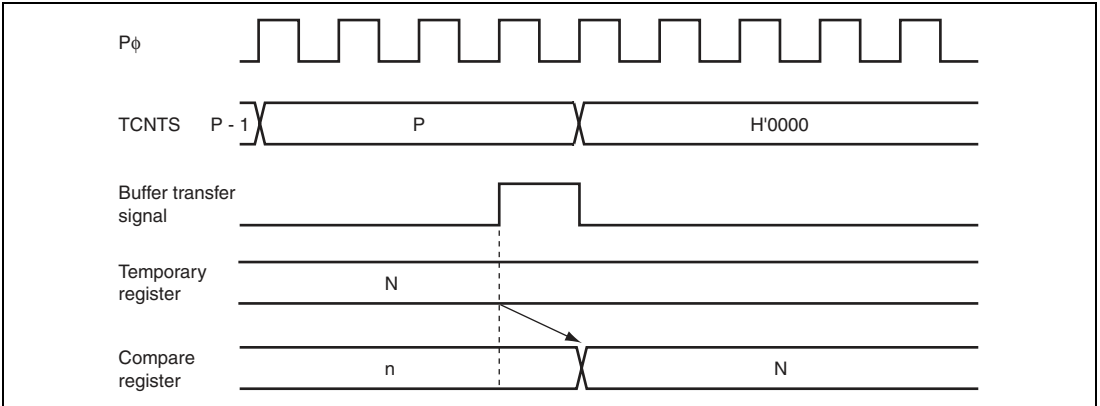 Pϕ
TCNTS P - 1 P H'0000
Buffer transfer
signal
Temporary
register
N
Compare
register
n N